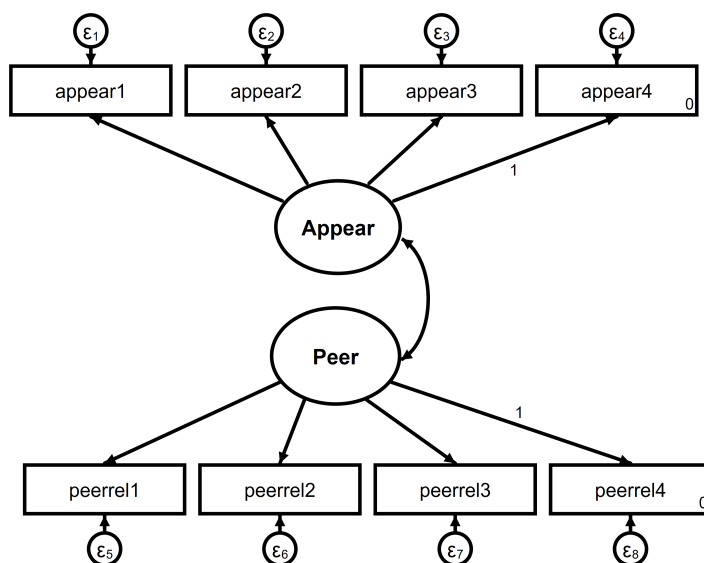 ε1 ε2 ε3 ε4
appear1 appear2 appear3 appear4
0
1
Appear
Peer
1
peerrel1 peerrel2 peerrel3 peerrel4
0
ε5 ε6 ε7 ε8